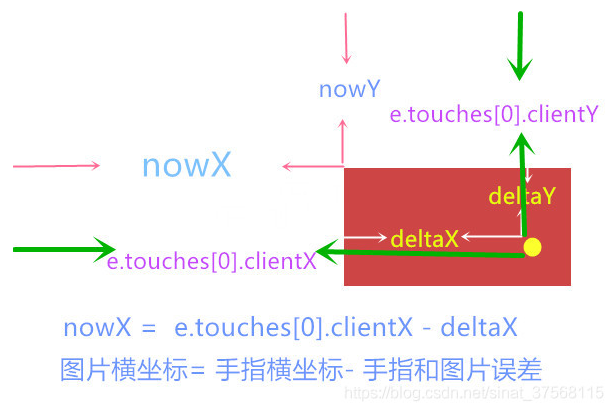 nowY
e.touches[0].clientY
nowX
deltaY
deltaX
e.touches[0].clientX
nowX = e.touches[0].clientX - deltaX
图片横坐标= 手指横坐标- 手指和图片误差
https://blog.csdn.net/sinat_37568115